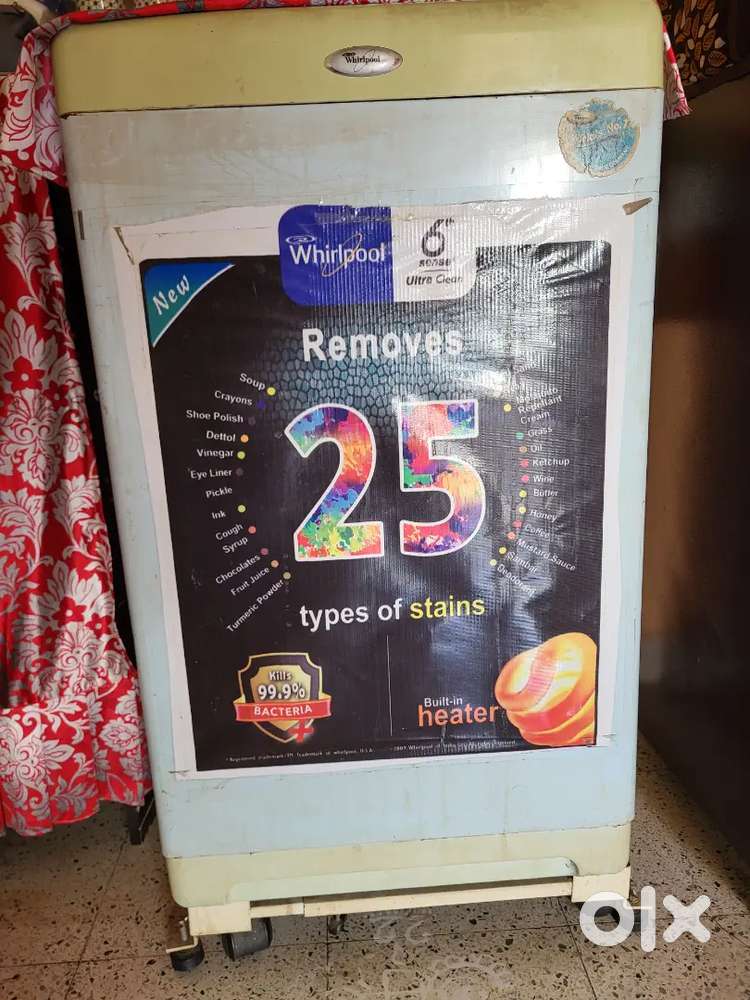 Whirlpool
Whirlpool
6th
sense
Ultra Clean
New
Removes
25
Soup
Crayons
Shoe Polish
Dettol
Vinegar
Eye Liner
Pickle
Ink
Cough
Syrup
Chocolates
Fruit Juice
Turmeric Powder
Repellant
Cream
Grass
Oil
Ketchup
Wine
Butter
Honey
Coffee
Mustard Sauce
Sambar
types of stains
Kills
99.9%
BACTERIA
Built-in
heater
olx